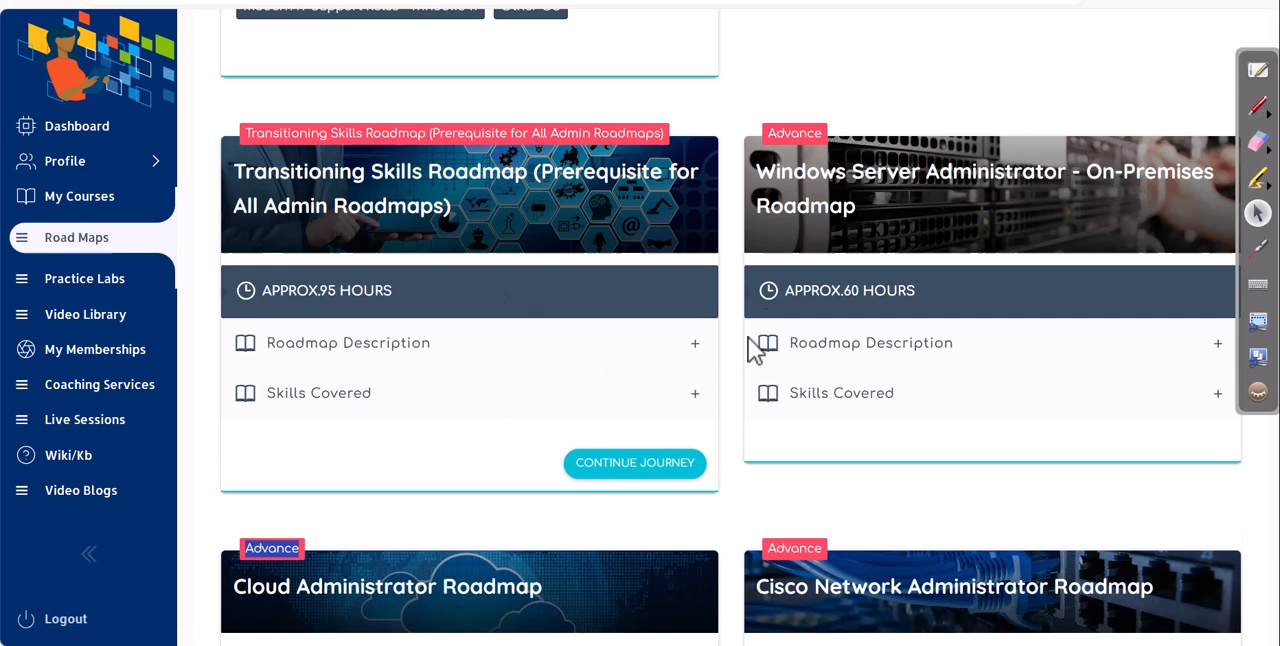 Dashboard
Profile
My Courses
Road Maps
Practice Labs
Video Library
My Memberships
Coaching Services
Live Sessions
Wiki/Kb
Video Blogs
Logout
Transitioning Skills Roadmap (Prerequisite for All Admin Roadmaps)
Transitioning Skills Roadmap (Prerequisite for
All Admin Roadmaps)
APPROX.95 HOURS
Roadmap Description +
Skills Covered +
CONTINUE JOURNEY
Advance
Windows Server Administrator - On-Premises
Roadmap
APPROX.60 HOURS
Roadmap Description +
Skills Covered +
Advance
Cloud Administrator Roadmap
Advance
Cisco Network Administrator Roadmap